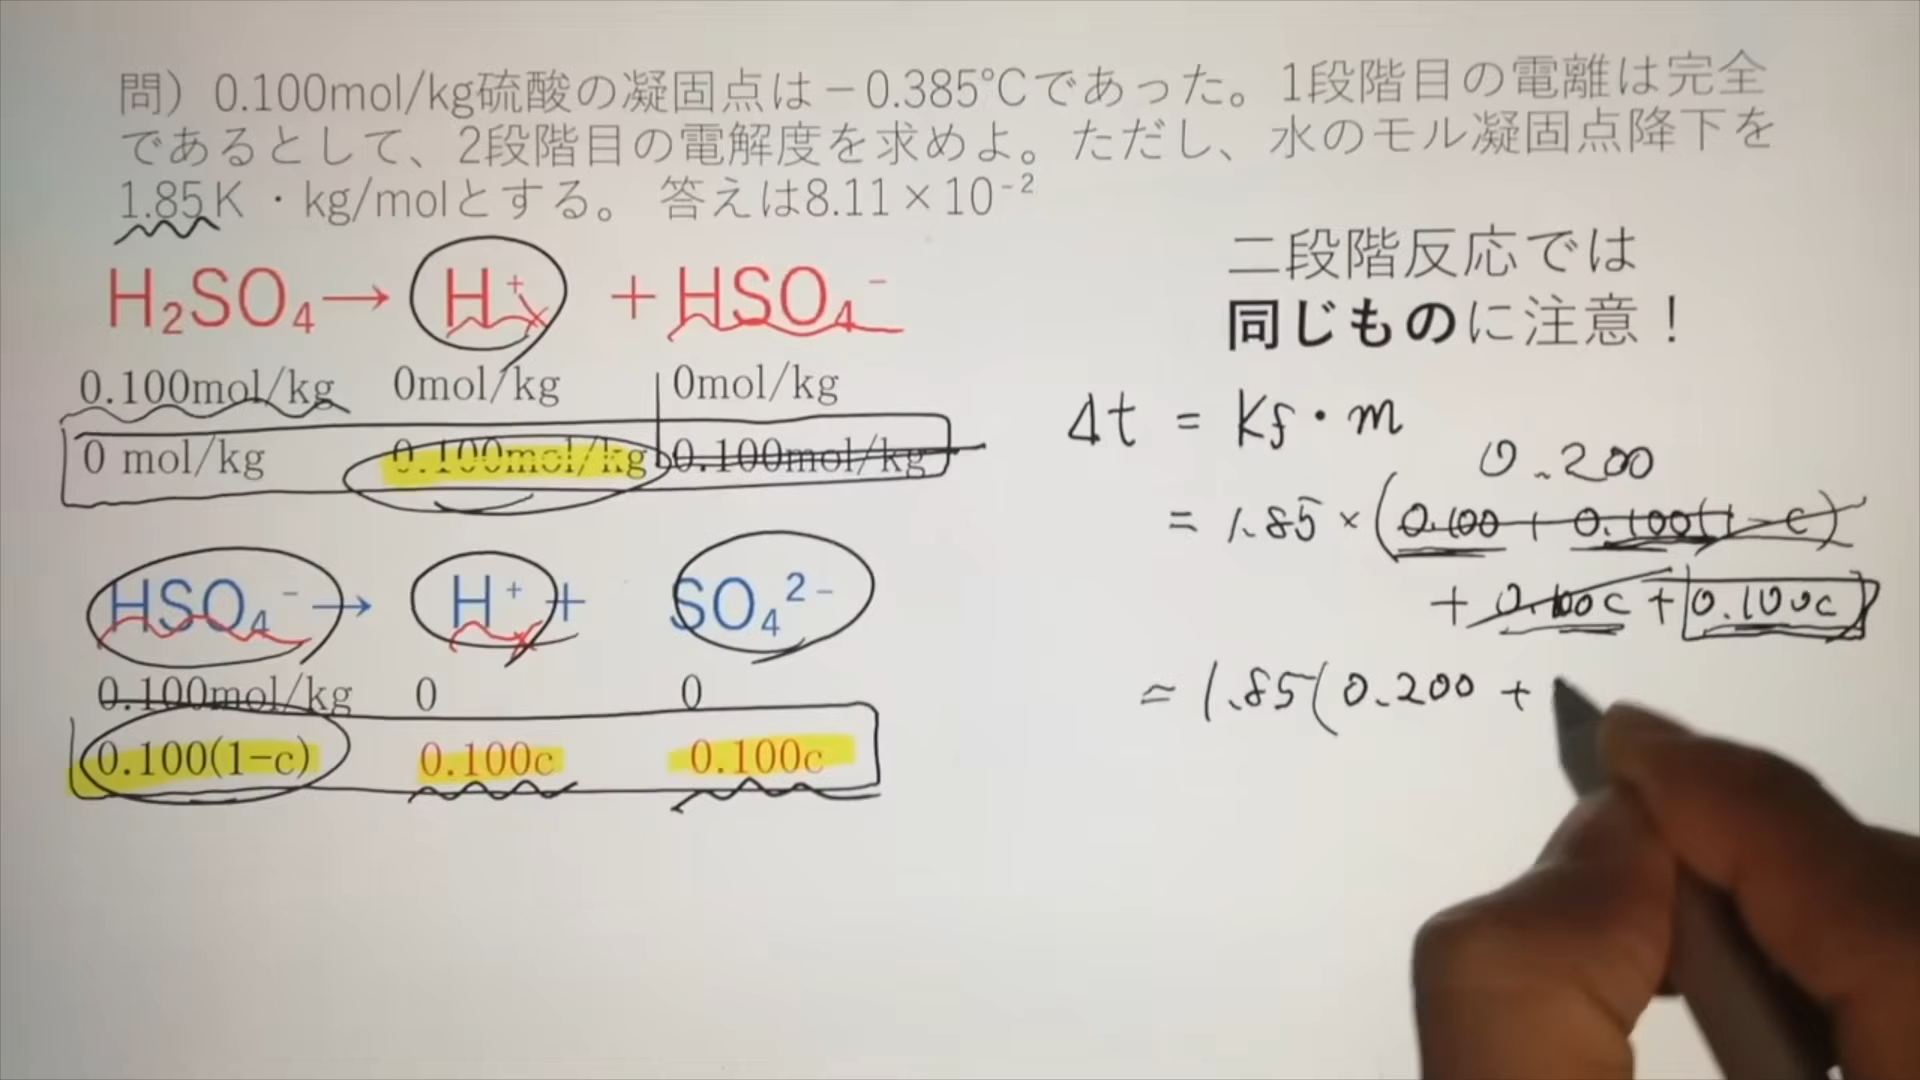 問）0.100mol/kg硫酸の凝固点は－0.385℃であった。1段階目の電離は完全
であるとして、2段階目の電解度を求めよ。ただし、水のモル凝固点降下を
1.85K・kg/molとする。 答えは8.11×10⁻²
二段階反応では
同じものに注意！
H₂SO₄→ H⁺ ＋HSO₄⁻
0.100mol/kg 0mol/kg 0mol/kg
0 mol/kg 0.100mol/kg 0.100mol/kg
HSO₄⁻→ H⁺＋ SO₄²⁻
0.100mol/kg 0 0
0.100(1-c) 0.100c 0.100c
Δt = Kf・m
0.200
= 1.85×(0.100 + 0.100(1-c)
+ 0.100c + 0.100c)
= 1.85(0.200 +